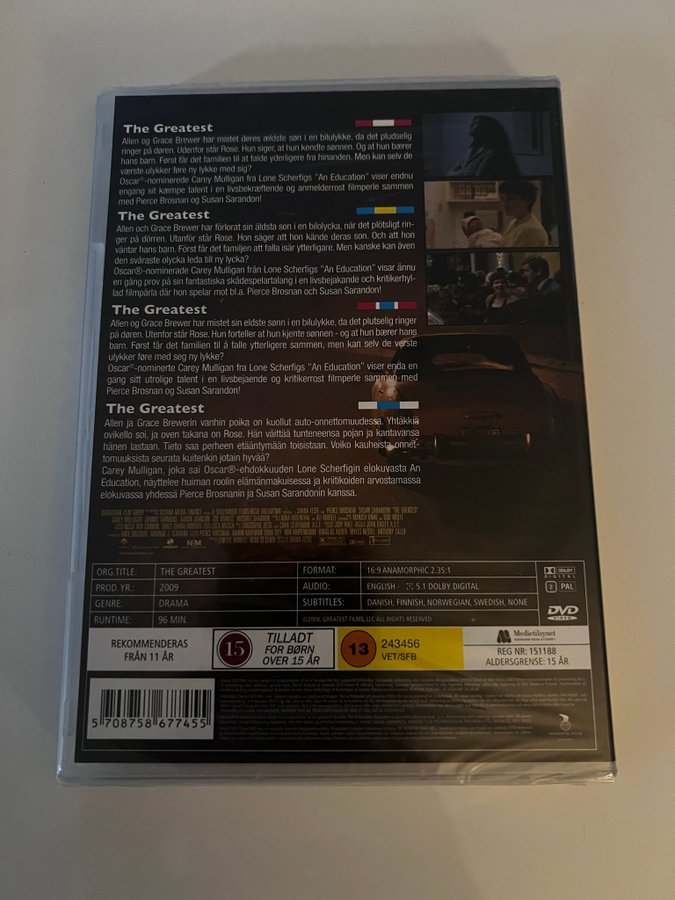 The Greatest
Allen og Grace Brewer har mistet deres ældste søn i en bilulykke, da det pludselig
ringer på døren. Udenfor står Rose. Hun siger, at hun kendte sønnen. Og at hun bærer
hans barn. Først får det familien til at falde yderligere fra hinanden. Men kan selv de
værste ulykker føre ny lykke med sig?
Oscar®-nominerede Carey Mulligan fra Lone Scherfigs "An Education" viser endnu
engang sit kæmpe talent i en livsbekræftende og anmelderrost filmperle sammen
med Pierce Brosnan og Susan Sarandon!
The Greatest
Allen och Grace Brewer har förlorat sin äldsta son i en bilolycka, när det plötsligt rin-
ger på dörren. Utanför står Rose. Hon säger att hon kände deras son. Och att hon
väntar hans barn. Först får det familjen att falla isär ytterligare. Men kanske kan även
den svåraste olycka leda till ny lycka?
Oscar®-nominerade Carey Mulligan från Lone Scherfigs "An Education" visar ännu
en gång prov på sin fantastiska skådespelartalang i en livsbejakande och kritikerhyl-
lad filmpärla där hon spelar mot bl.a. Pierce Brosnan och Susan Sarandon!
The Greatest
Allen og Grace Brewer har mistet sin eldste sønn i en bilulykke, da det plutselig ringer
på døren. Utenfor står Rose. Hun forteller at hun kjente sønnen - og at hun bærer hans
barn. Først får det familien til å falle ytterligere sammen, men kan selv de verste
ulykker føre med seg ny lykke?
Oscar®-nominerte Carey Mulligan fra Lone Scherfigs "An Education" viser enda en
gang sitt utrolige talent i en livsbejaende og kritikerrost filmperle sammen med
Pierce Brosnan og Susan Sarandon!
The Greatest
Allen ja Grace Brewerin vanhin poika on kuollut auto-onnettomuudessa. Yhtäkkiä
ovikello soi, ja oven takana on Rose. Hän väittää tunteneensa pojan ja kantavansa
hänen lastaan. Tieto saa perheen etääntymään toisistaan. Voiko kauheista onnet-
tomuuksista seurata kuitenkin jotain hyvää?
Carey Mulligan, joka sai Oscar®-ehdokkuuden Lone Scherfigin elokuvasta An
Education, näyttelee huiman roolin elämänmakuisessa ja kriitikoiden arvostamassa
elokuvassa yhdessä Pierce Brosnanin ja Susan Sarandonin kanssa.
ORG.TITLE: THE GREATEST FORMAT: 16:9 ANAMORPHIC 2.35:1
PROD. YR.: 2009 AUDIO: ENGLISH - 5.1 DOLBY DIGITAL
GENRE: DRAMA SUBTITLES: DANISH, FINNISH, NORWEGIAN, SWEDISH, NONE
RUNTIME: 96 MIN. ©2009, GREATEST FILMS, LLC ALL RIGHTS RESERVED
DOLBY
DIGITAL
2 PAL
DVD
VIDEO
REKOMMENDERAS
FRÅN 11 ÅR
15
TILLADT
FOR BØRN
OVER 15 ÅR
13
243456
VET/SFB
Medietilsynet
REG NR: 151188
ALDERSGRENSE: 15 ÅR
5 708758 677455